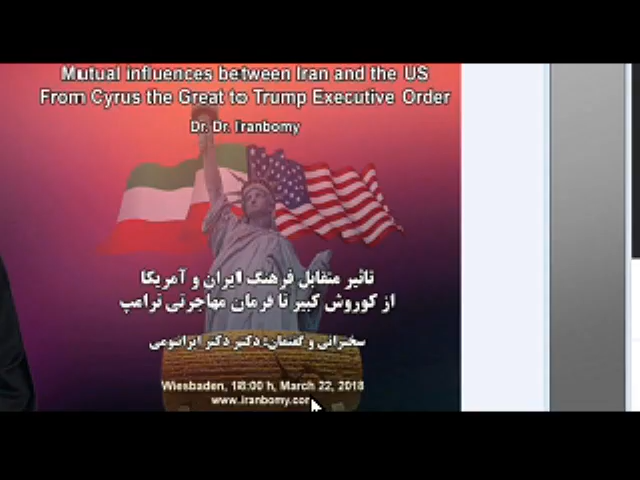 Mutual influences between Iran and the US
From Cyrus the Great to Trump Executive Order
Dr. Dr. Iranbomy
تاثیر متقابل فرهنگ ایران و آمریکا
از کوروش کبیر تا فرمان مهاجرتی ترامپ
سخنرانی و گفتمان: دکتر دکتر ایرانبومی
Wiesbaden, 18:00 h, March 22, 2018
www.iranbomy.com